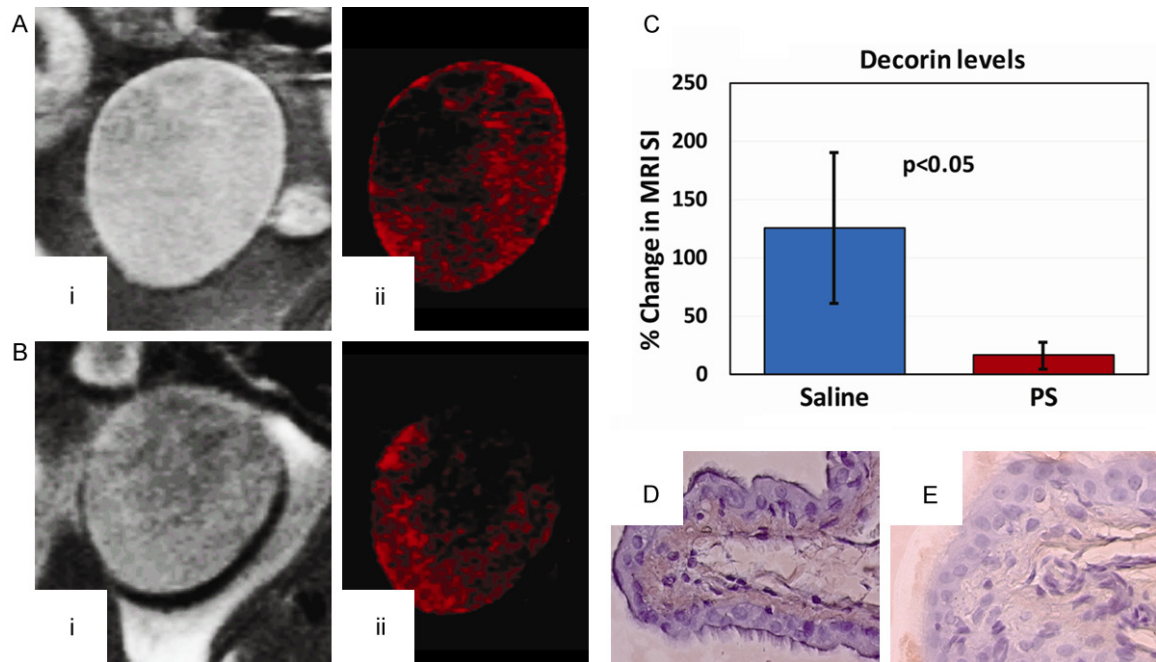 A
i
ii
B
i
ii
C
Decorin levels
% Change in MRI SI
250
200
150
100
50
0
p<0.05
Saline
PS
D
E